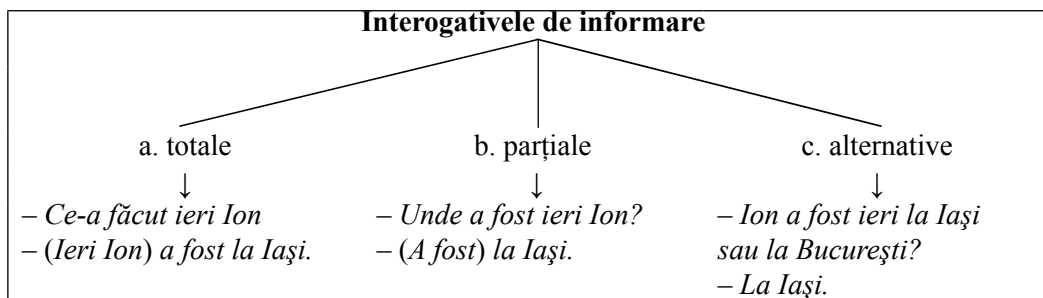 Interogativele de informare
a. totale
b. parțiale
c. alternative
↓
↓
↓
– Ce-a făcut ieri Ion
– (Ieri Ion) a fost la Iaşi.
– Unde a fost ieri Ion?
– (A fost) la Iaşi.
– Ion a fost ieri la Iaşi
sau la Bucureşti?
– La Iaşi.